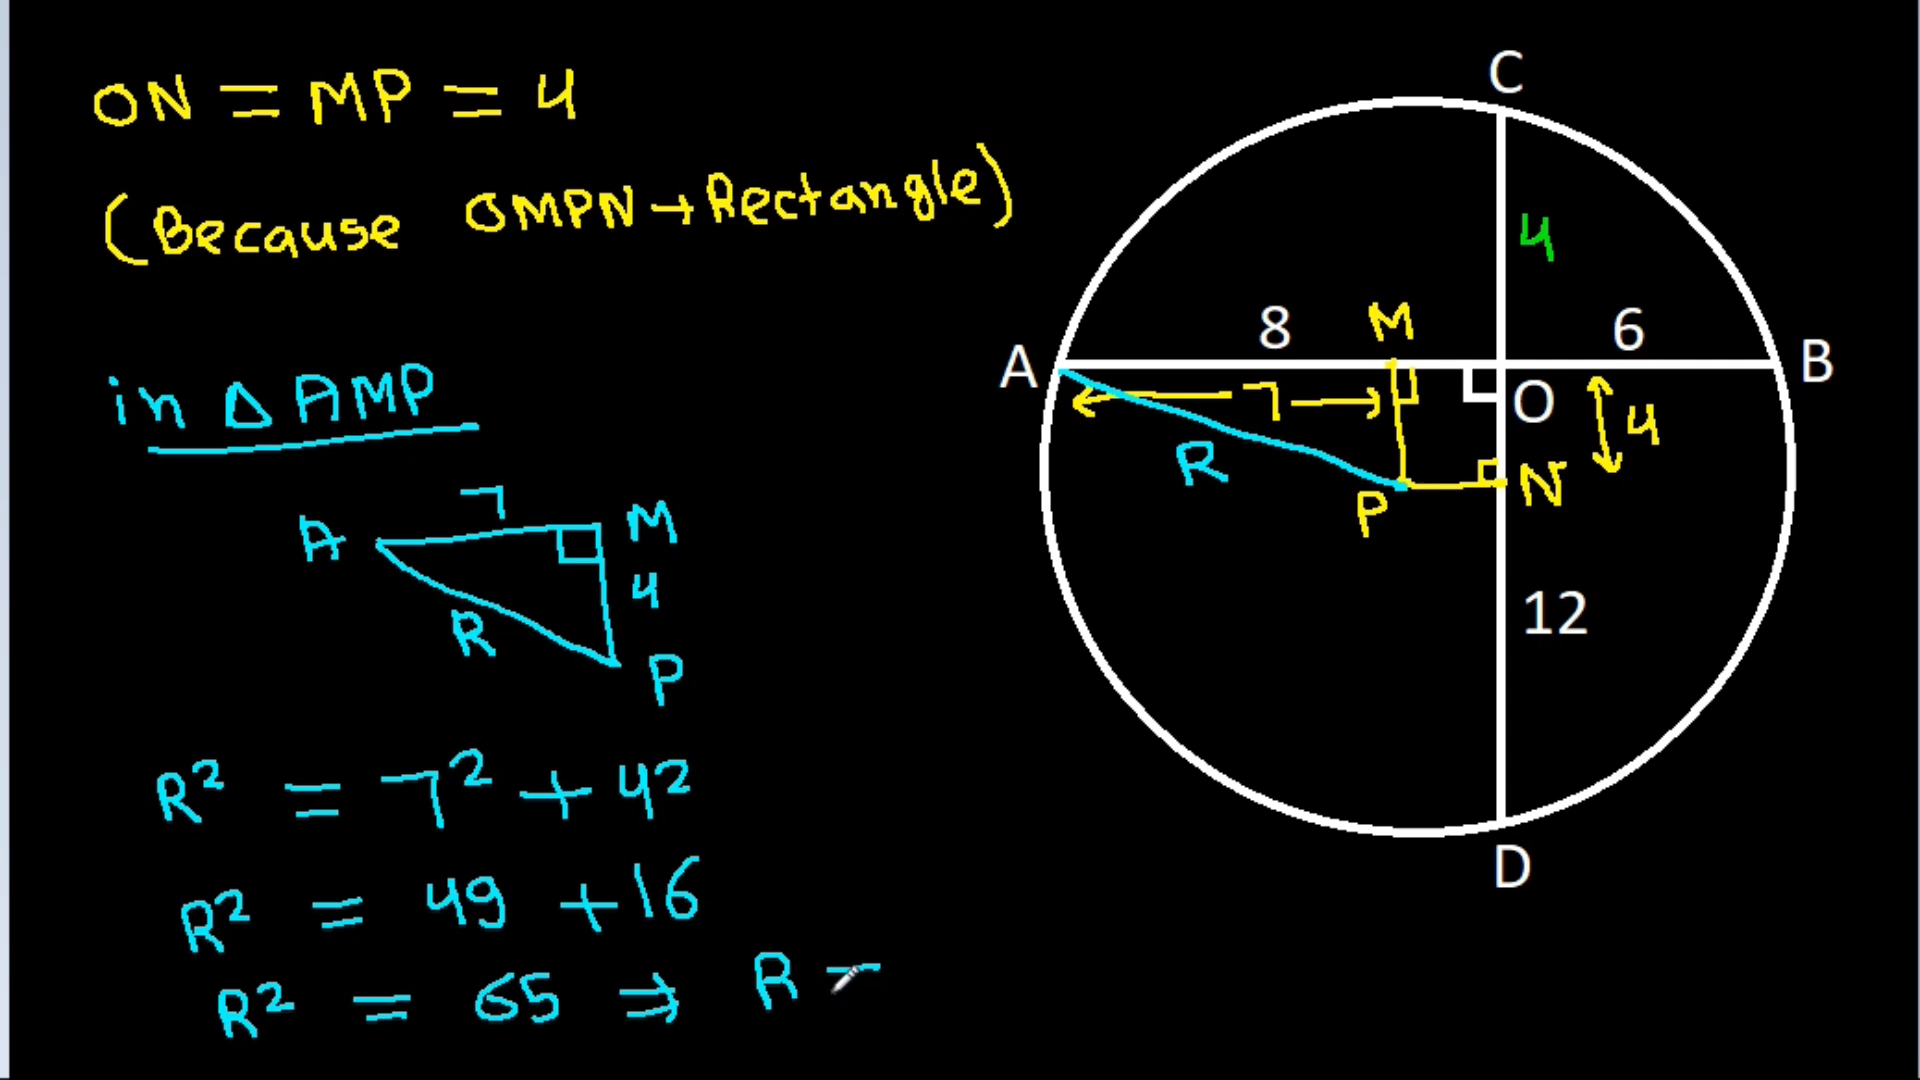 ON = MP = 4
(Because OMPN → Rectangle)
in Δ AMP
7
A
M
4
R
P
R² = 7² + 4²
R² = 49 + 16
R² = 65 ⇒ R =
C
4
8
M
6
A
B
7
O
4
R
N
P
12
D